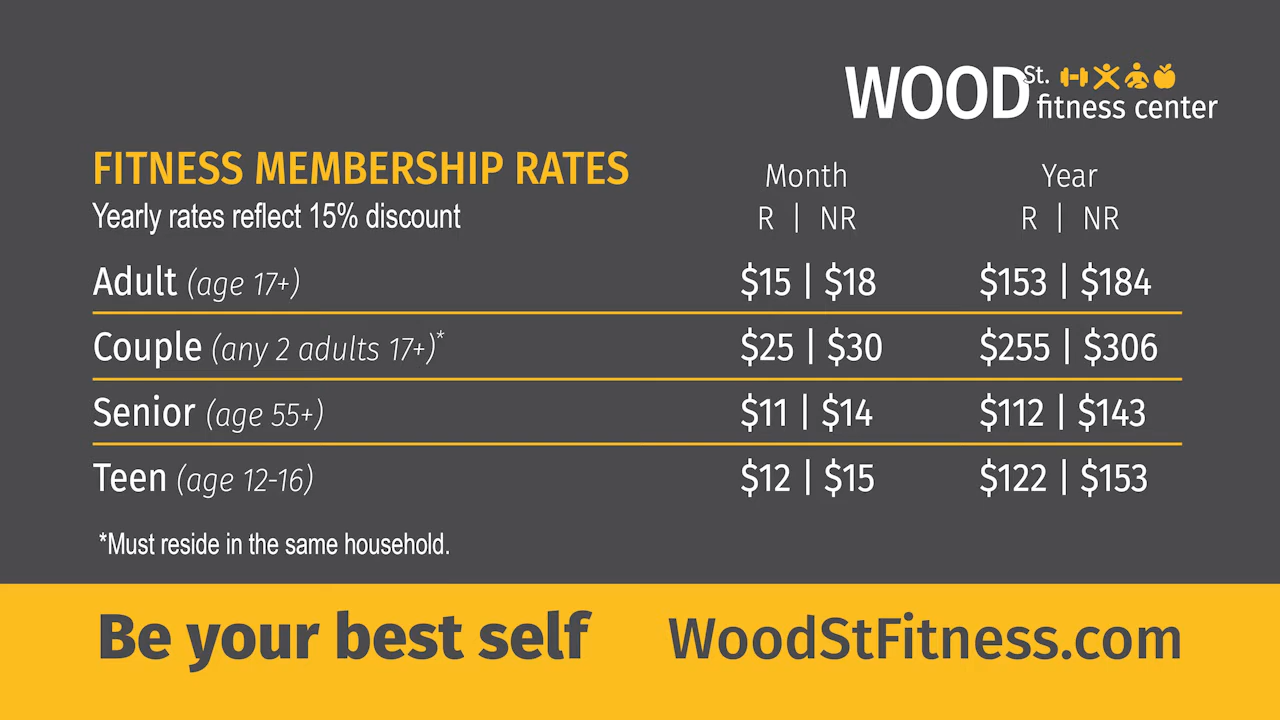 WOOD St.
fitness center
FITNESS MEMBERSHIP RATES
Month Year
Yearly rates reflect 15% discount
R | NR R | NR
Adult (age 17+) $15 | $18 $153 | $184
Couple (any 2 adults 17+)* $25 | $30 $255 | $306
Senior (age 55+) $11 | $14 $112 | $143
Teen (age 12-16) $12 | $15 $122 | $153
*Must reside in the same household.
Be your best self WoodStFitness.com